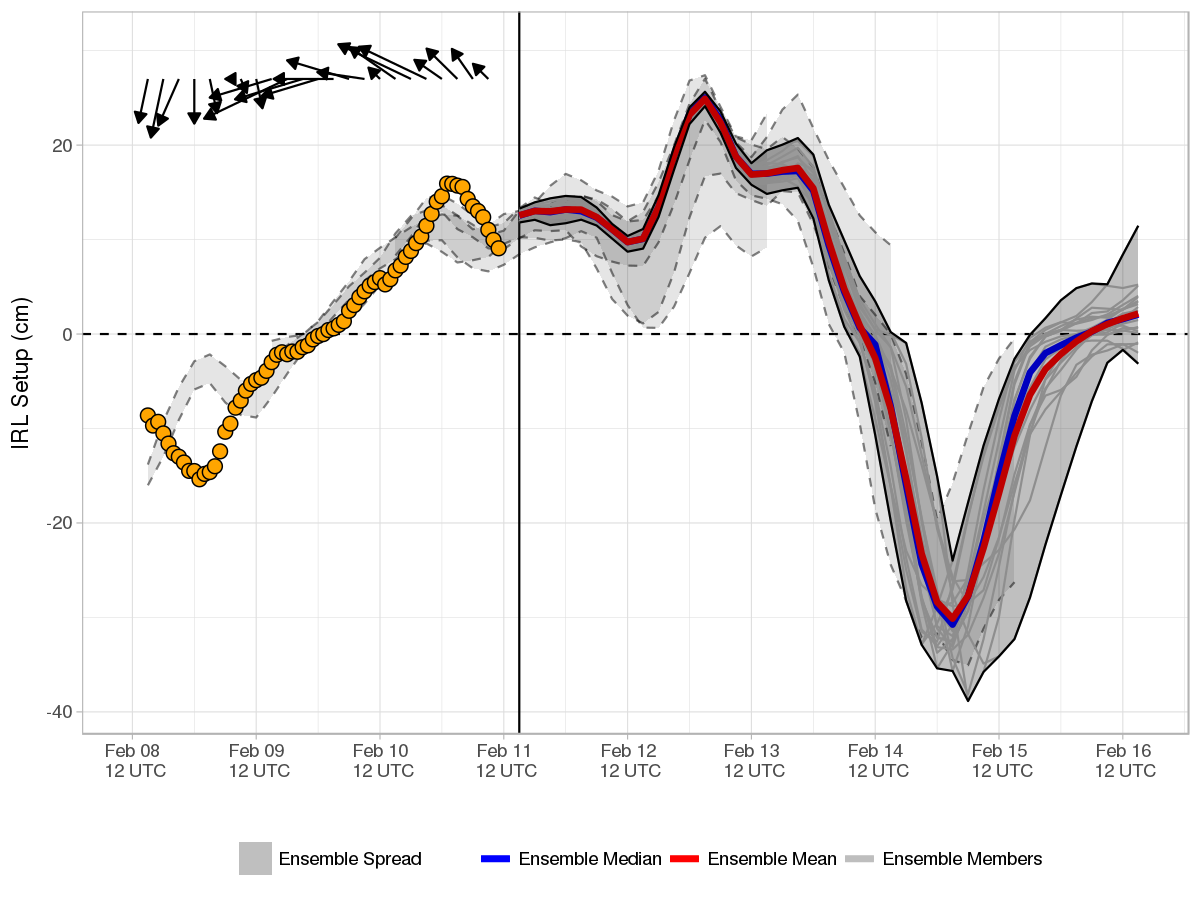 IRL Setup (cm)
20
0
-20
-40
Feb 08 Feb 09 Feb 10 Feb 11 Feb 12 Feb 13 Feb 14 Feb 15 Feb 16
12 UTC 12 UTC 12 UTC 12 UTC 12 UTC 12 UTC 12 UTC 12 UTC 12 UTC
Ensemble Spread Ensemble Median Ensemble Mean Ensemble Members